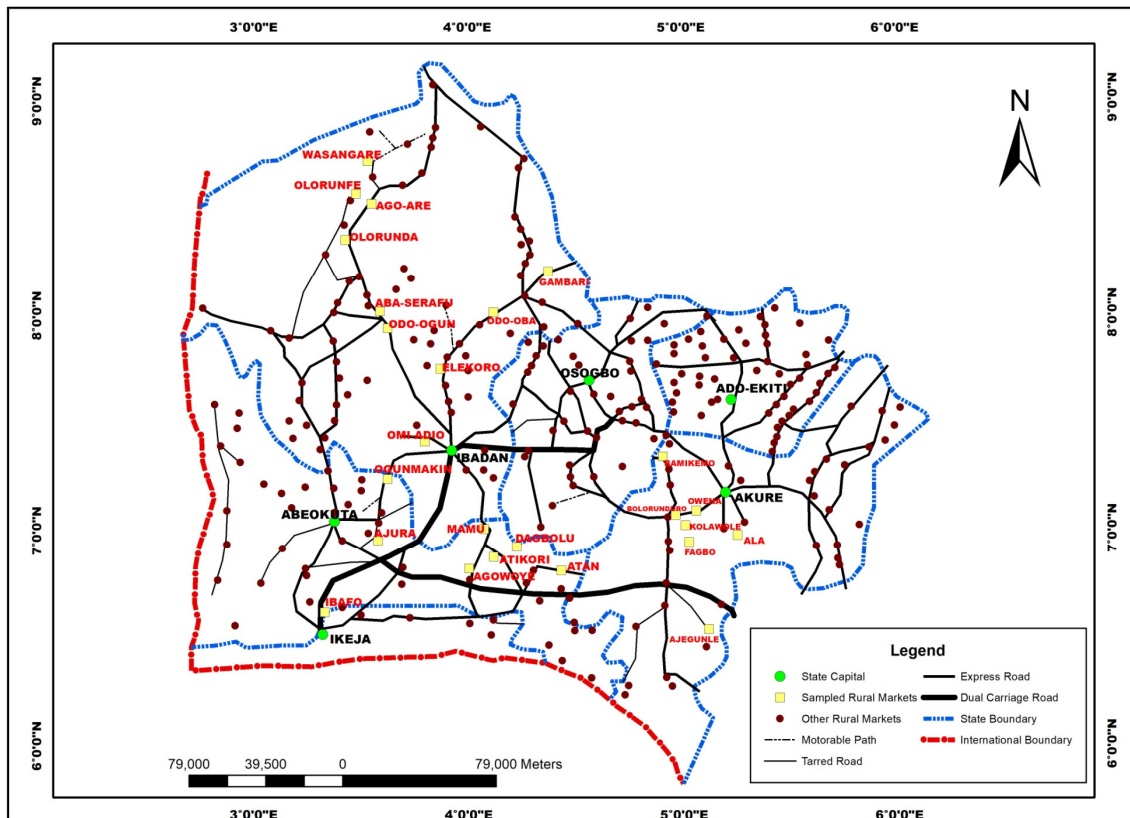 3°0'0"E 4°0'0"E 5°0'0"E 6°0'0"E
9°0'0"N 9°0'0"N
N
WASANGARE
OLORUNFE
AGO-ARE
OLORUNDA
GAMBARI
8°0'0"N 8°0'0"N
ABA-SERAFU
ODO-OGUN
ODO-OBA
ELEKORO
OSOGBO
ADO-EKITI
OMI-ADIO
IBADAN
BAMIKEMO
OGUNMAKIN
AKURE
OWENA
BOLORUNDURO
ABEOKUTA
KOLAWOLE
7°0'0"N 7°0'0"N
AJURA
MAMU
DAGBOLU
ALA
FAGBO
ATIKORI
ATAN
AGOWOYE
IBAFO
IKEJA
AJEGUNLE
Legend
State Capital Express Road
Sampled Rural Markets Dual Carriage Road
Other Rural Markets State Boundary
Motorable Path International Boundary
Tarred Road
6°0'0"N 6°0'0"N
79,000 39,500 0 79,000 Meters
3°0'0"E 4°0'0"E 5°0'0"E 6°0'0"E